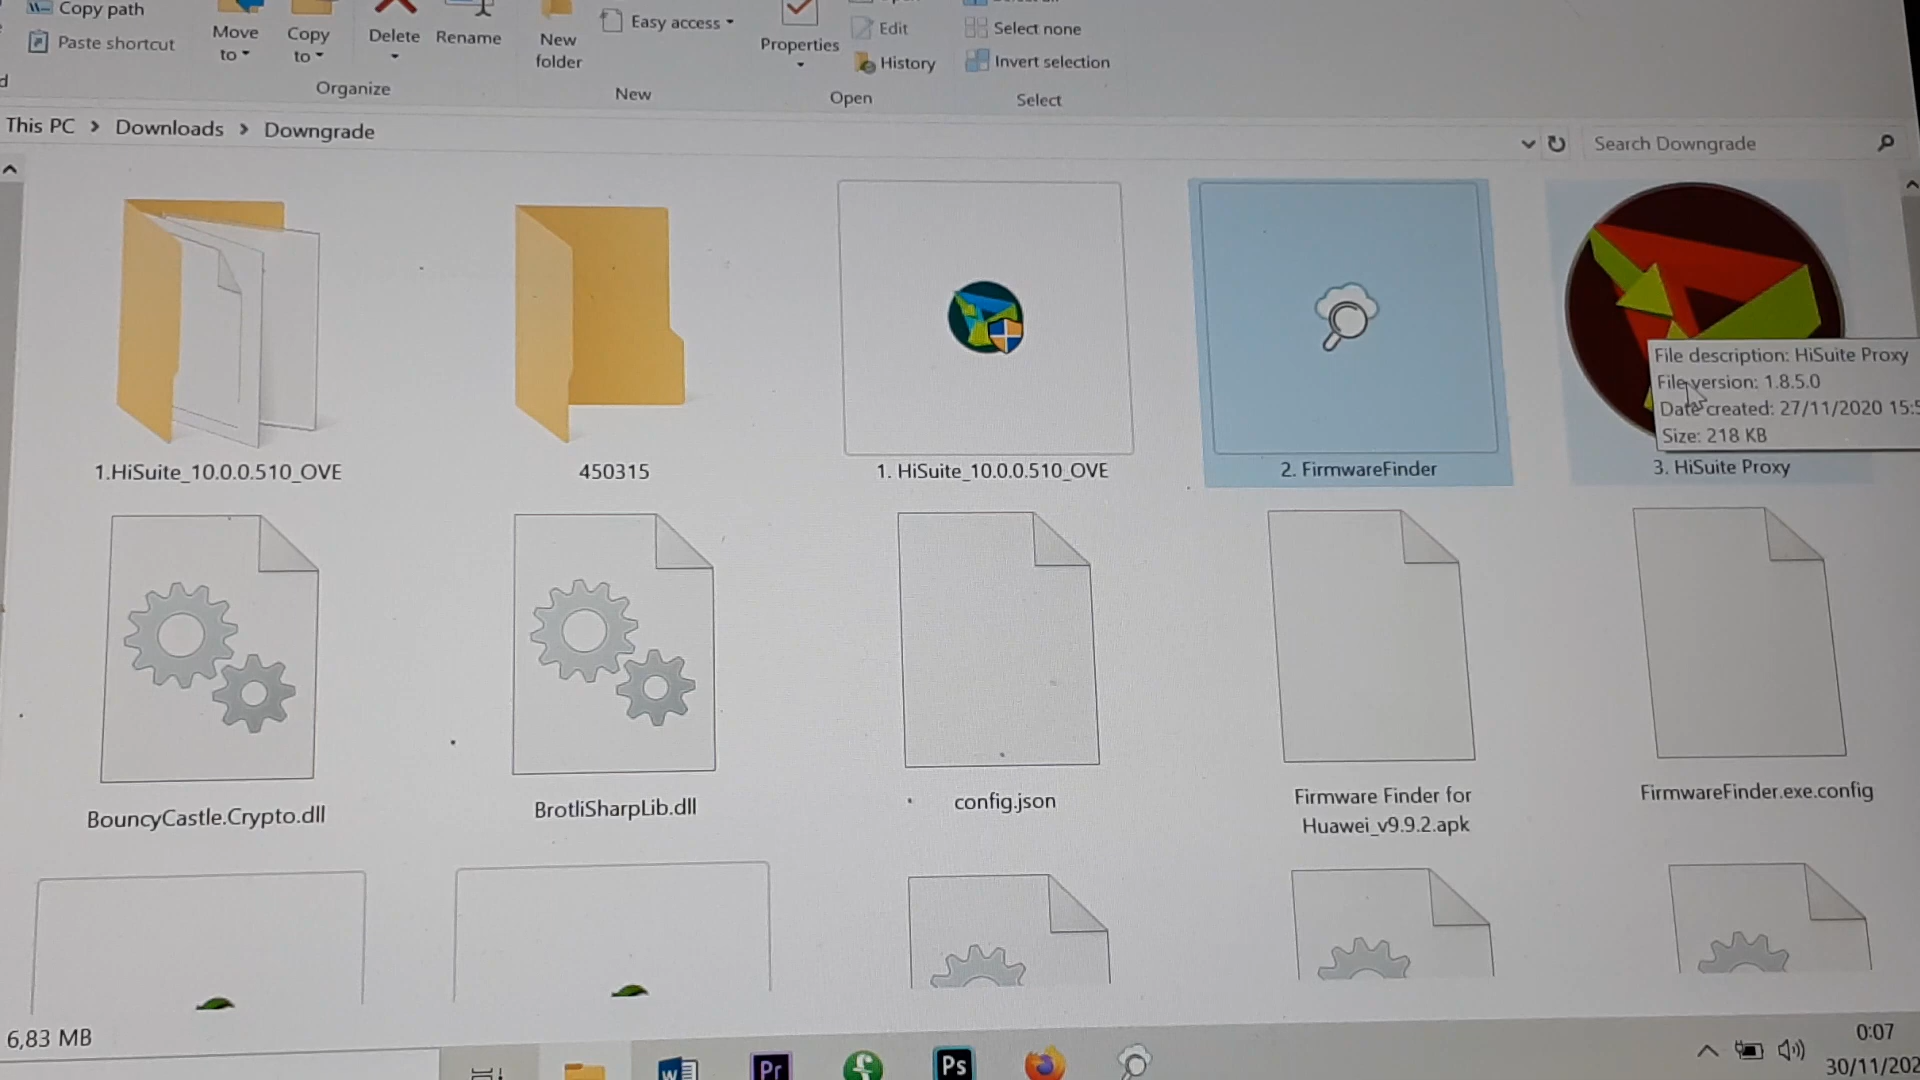 Copy path
Paste shortcut
Move
to
Copy
to
Delete
Rename
Organize
New
folder
Easy access
New
Properties
Edit
History
Open
Select none
Invert selection
Select
This PC > Downloads > Downgrade
Search Downgrade
1.HiSuite_10.0.0.510_OVE
450315
1. HiSuite_10.0.0.510_OVE
2. FirmwareFinder
3. HiSuite Proxy
File description: HiSuite Proxy
File version: 1.8.5.0
Date created: 27/11/2020 15:5
Size: 218 KB
BouncyCastle.Crypto.dll
BrotliSharpLib.dll
config.json
Firmware Finder for
Huawei_v9.9.2.apk
FirmwareFinder.exe.config
6,83 MB
W
Pr
Ps
0:07
30/11/202